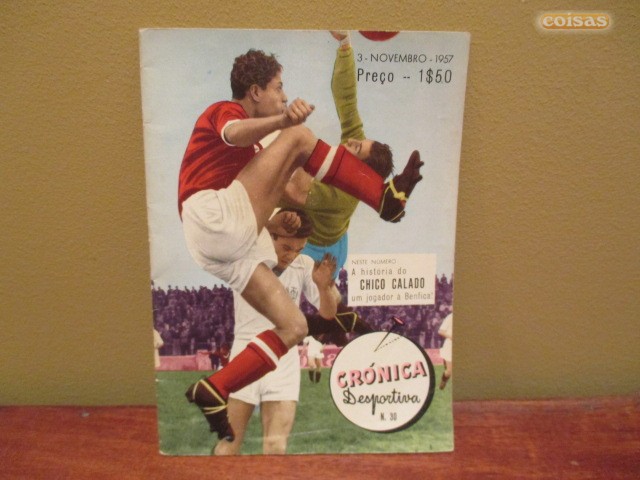 coisas
3 - NOVEMBRO - 1957
Preço -- 1$50
NESTE NÚMERO
A história do
CHICO CALADO
um jogador à Benfica!
CRÓNICA
Desportiva
N. 30